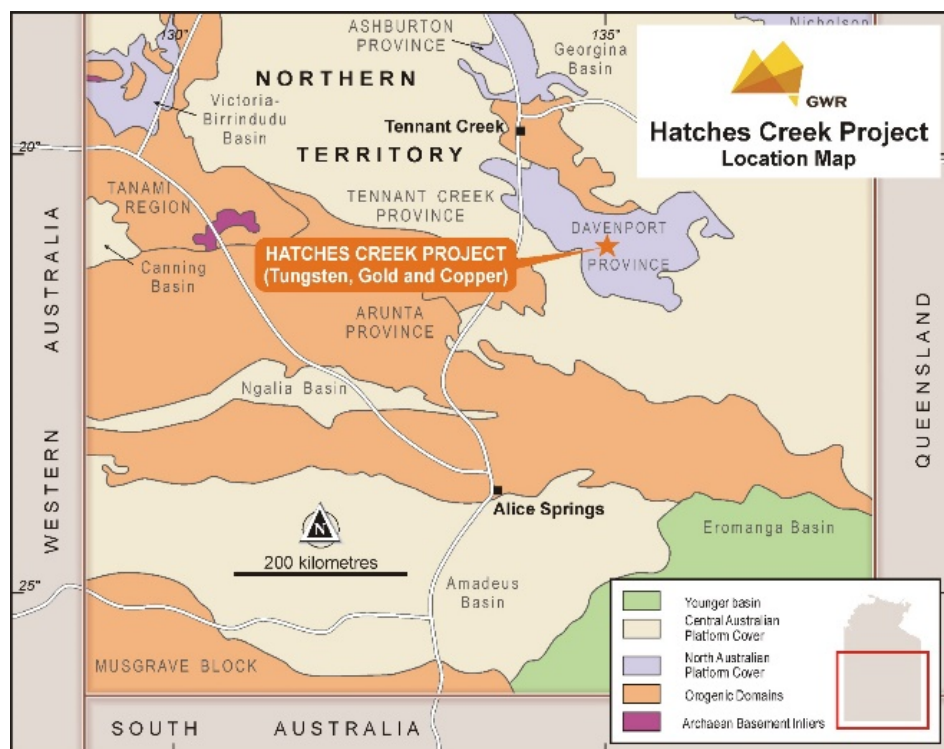 130°
ASHBURTON
PROVINCE
135°
Nicholson
Georgina
Basin
GWR
Hatches Creek Project
Location Map
NORTHERN
TERRITORY
Victoria-
Birrindudu
Basin
Tennant Creek
20°
TANAMI
REGION
TENNANT CREEK
PROVINCE
DAVENPORT
PROVINCE
HATCHES CREEK PROJECT
(Tungsten, Gold and Copper)
Canning
Basin
ARUNTA
PROVINCE
Ngalia Basin
WESTERN AUSTRALIA
QUEENSLAND
Alice Springs
Eromanga Basin
N
200 kilometres
Amadeus
Basin
25°
MUSGRAVE BLOCK
SOUTH AUSTRALIA
Younger basin
Central Australian
Platform Cover
North Australian
Platform Cover
Orogenic Domains
Archaean Basement Inliers